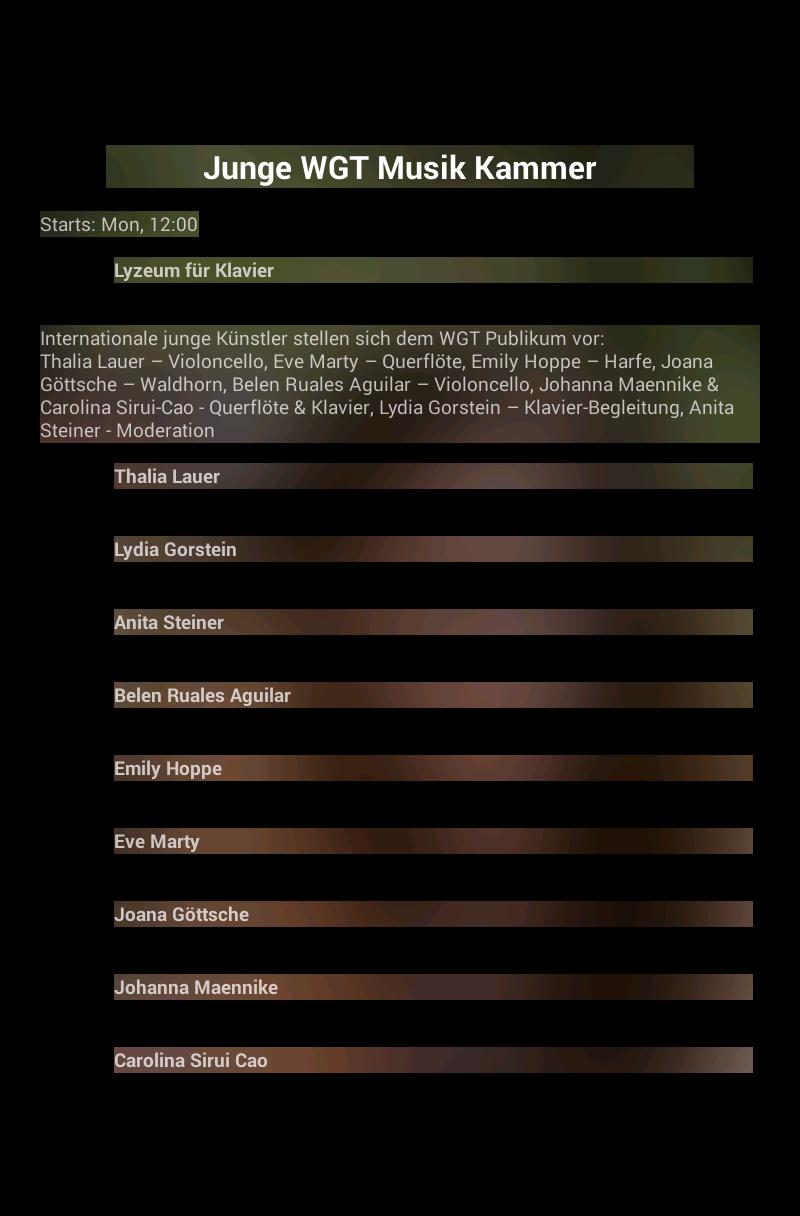 Junge WGT Musik Kammer
Starts: Mon, 12:00
Lyzeum für Klavier
Internationale junge Künstler stellen sich dem WGT Publikum vor:
Thalia Lauer – Violoncello, Eve Marty – Querflöte, Emily Hoppe – Harfe, Joana
Göttsche – Waldhorn, Belen Ruales Aguilar – Violoncello, Johanna Maennike &
Carolina Sirui-Cao - Querflöte & Klavier, Lydia Gorstein – Klavier-Begleitung, Anita
Steiner - Moderation
Thalia Lauer
Lydia Gorstein
Anita Steiner
Belen Ruales Aguilar
Emily Hoppe
Eve Marty
Joana Göttsche
Johanna Maennike
Carolina Sirui Cao